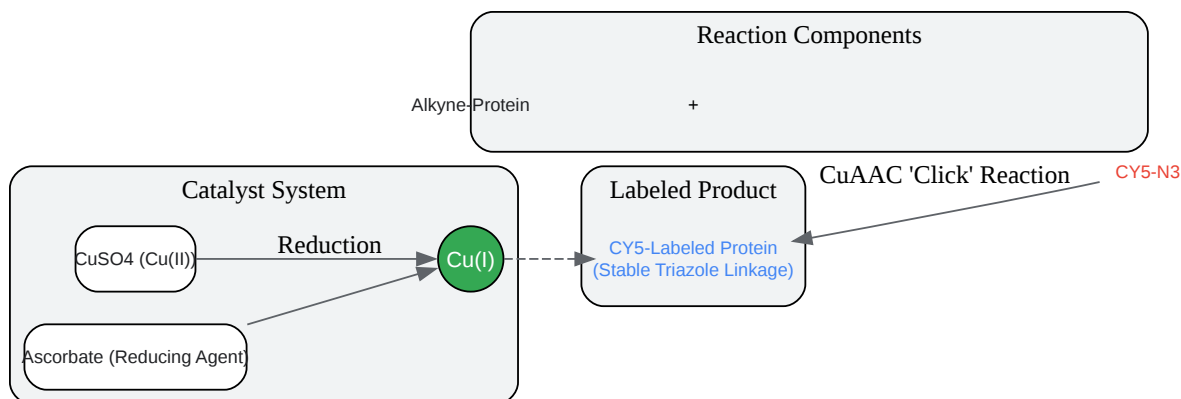 Reaction Components
Alkyne-Protein
+
Catalyst System
Labeled Product
CuAAC 'Click' Reaction
CY5-N3
CuSO4 (Cu(II))
Reduction
Cu(I)
CY5-Labeled Protein
(Stable Triazole Linkage)
Ascorbate (Reducing Agent)